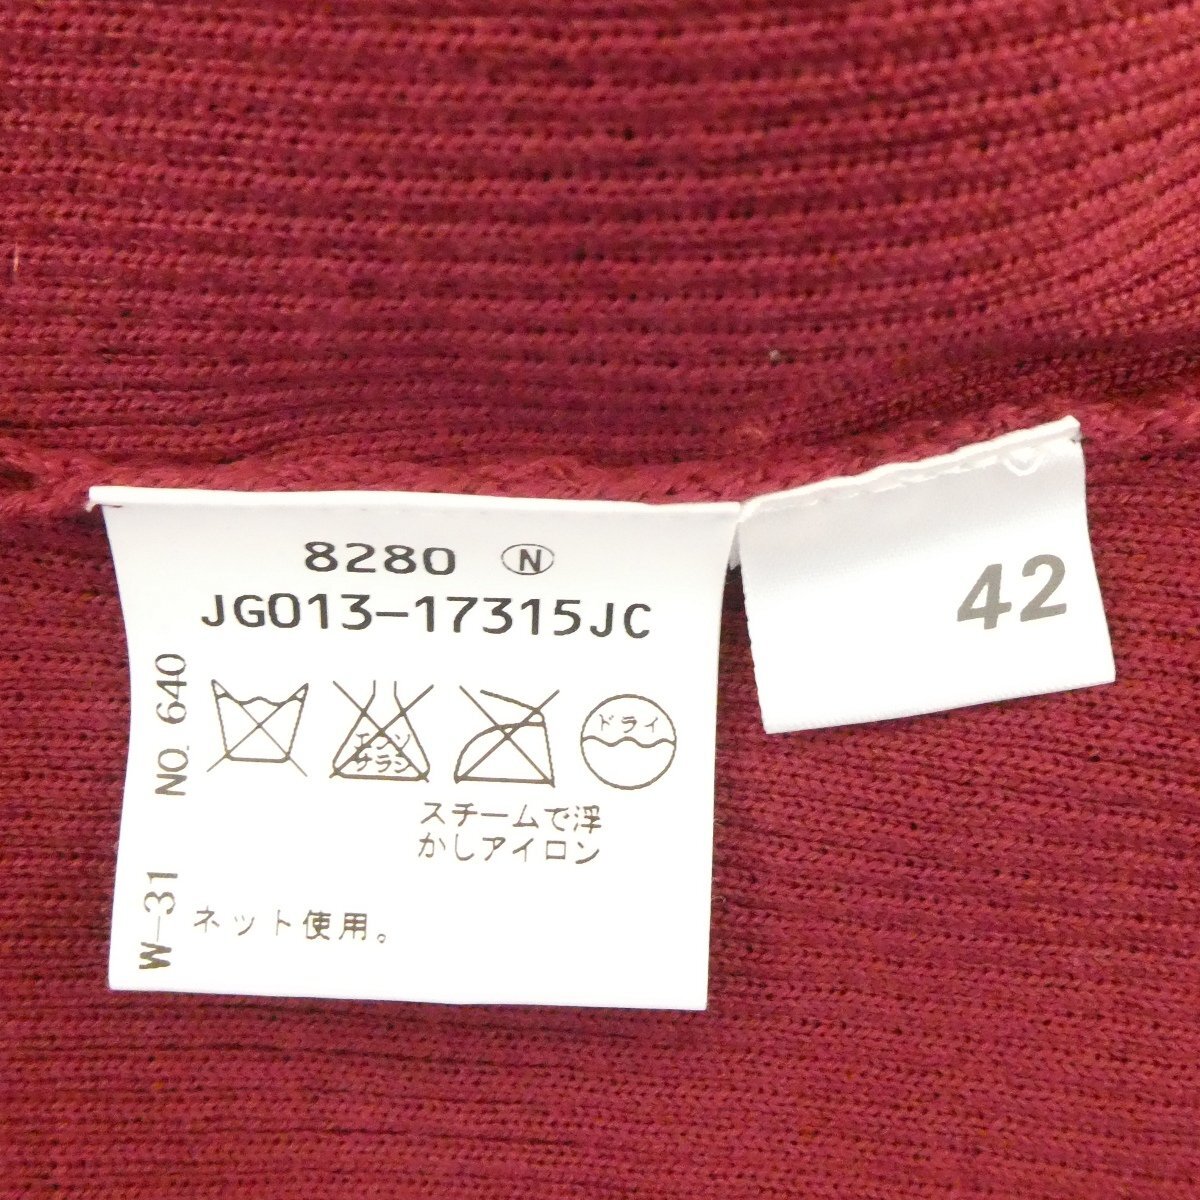 8280 Ⓝ
JG013-17315JC
NO. 640
エンソ
サラシ
ドライ
スチームで浮
かしアイロン
W-31
ネット使用。
42